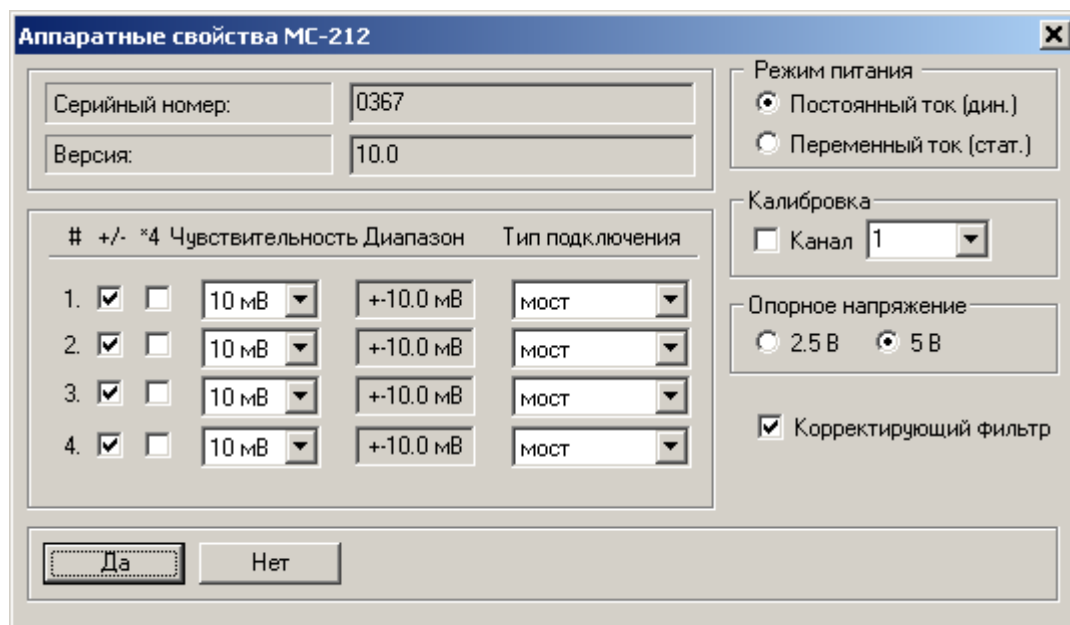 Аппаратные свойства МС-212
Серийный номер: 0367
Версия: 10.0
# +/- *4 Чувствительность Диапазон Тип подключения
1. 10 мВ +-10.0 мВ мост
2. 10 мВ +-10.0 мВ мост
3. 10 мВ +-10.0 мВ мост
4. 10 мВ +-10.0 мВ мост
Режим питания
Постоянный ток (дин.)
Переменный ток (стат.)
Калибровка
Канал 1
Опорное напряжение
2.5 В 5 В
Корректирующий фильтр
Да Нет